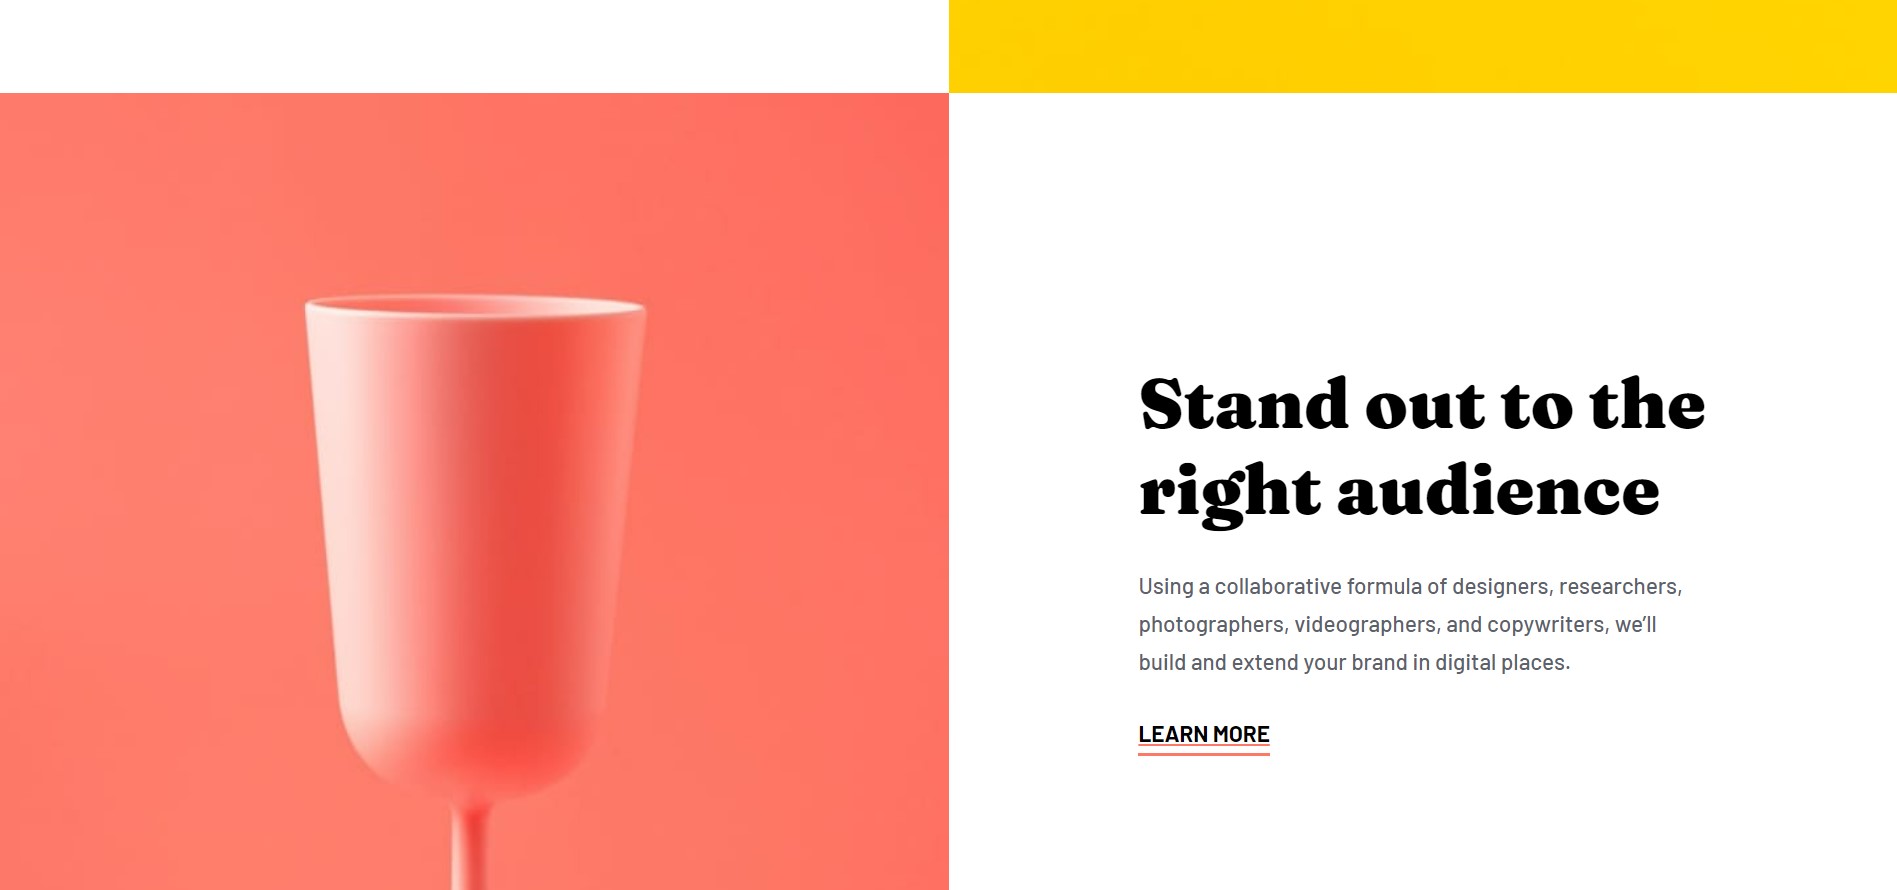 Stand out to the
right audience
Using a collaborative formula of designers, researchers,
photographers, videographers, and copywriters, we’ll
build and extend your brand in digital places.
LEARN MORE